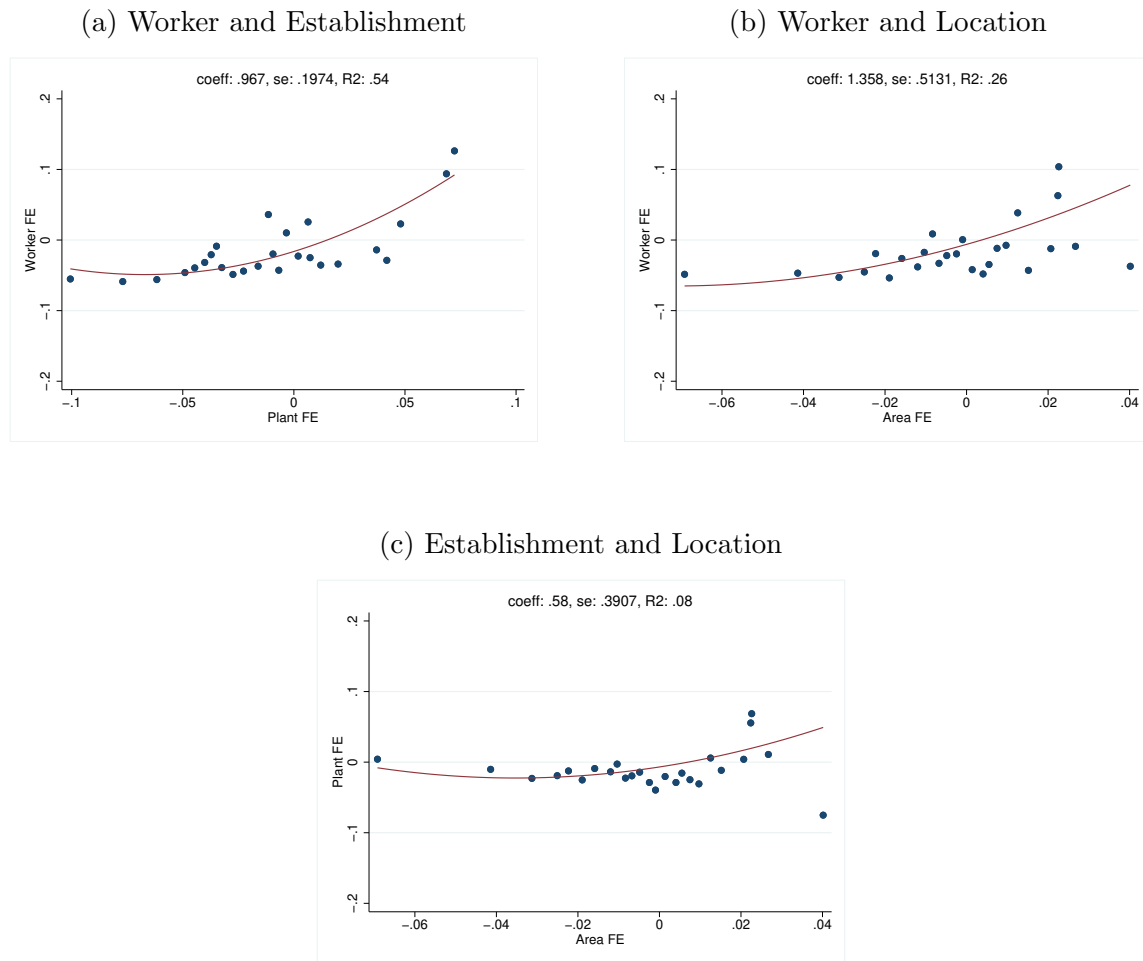 (a) Worker and Establishment
coeff: .967, se: .1974, R2: .54
Worker FE
.2
.1
0
−.1
−.2
−.1
−.05
0
.05
.1
Plant FE
(b) Worker and Location
coeff: 1.358, se: .5131, R2: .26
Worker FE
.2
.1
0
−.1
−.2
−.06
−.04
−.02
0
.02
.04
Area FE
(c) Establishment and Location
coeff: .58, se: .3907, R2: .08
Plant FE
.2
.1
0
−.1
−.2
−.06
−.04
−.02
0
.02
.04
Area FE